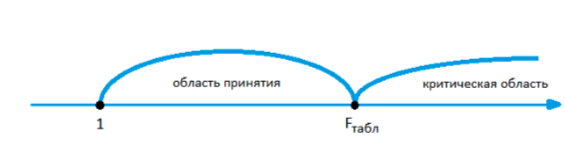 область принятия
критическая область
1
Fтабл